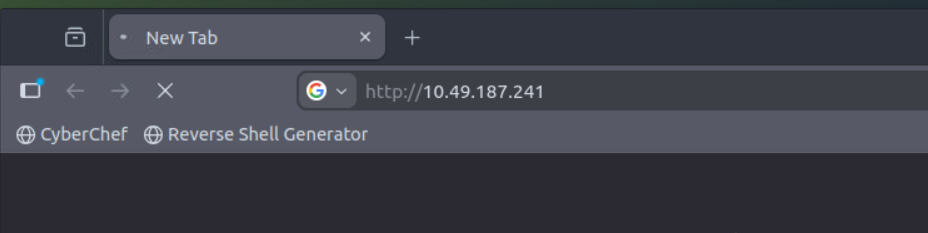 New Tab
http://10.49.187.241
CyberChef Reverse Shell Generator